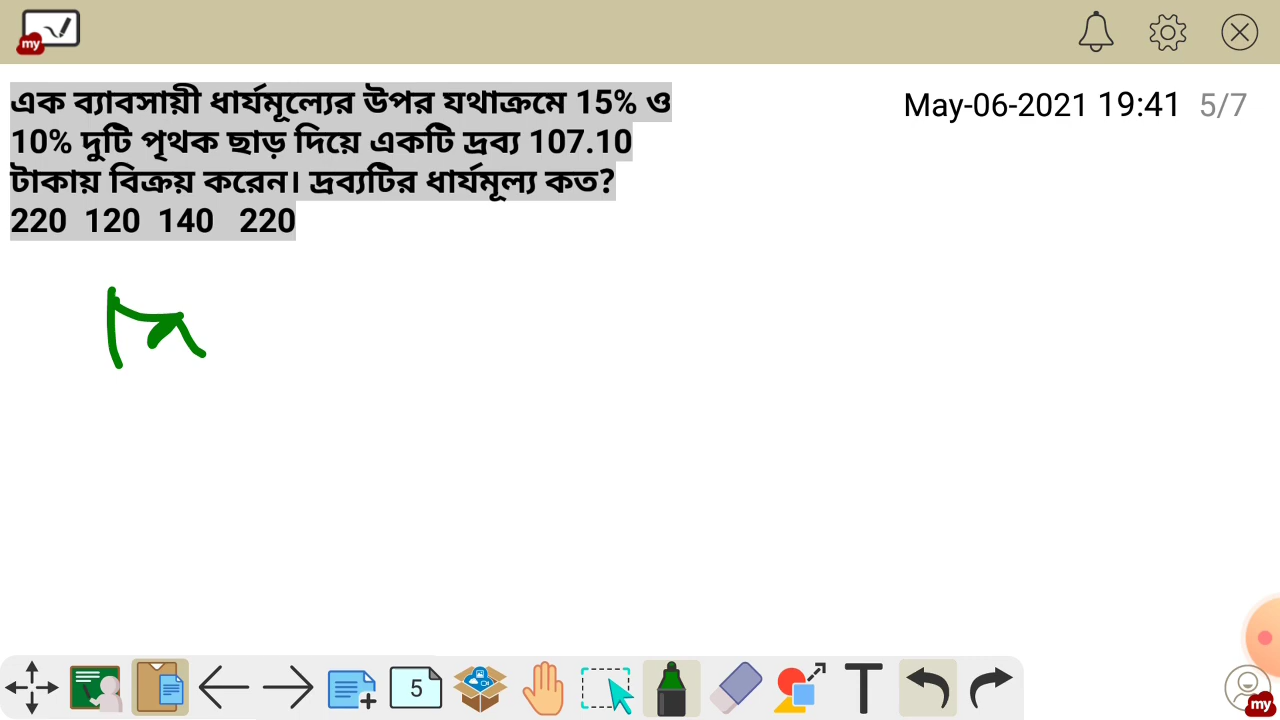 my
May-06-2021 19:41 5/7
এক ব্যাবসায়ী ধার্যমূল্যের উপর যথাক্রমে 15% ও
10% দুটি পৃথক ছাড় দিয়ে একটি দ্রব্য 107.10
টাকায় বিক্রয় করেন। দ্রব্যটির ধার্যমূল্য কত?
220 120 140 220
5
T
my